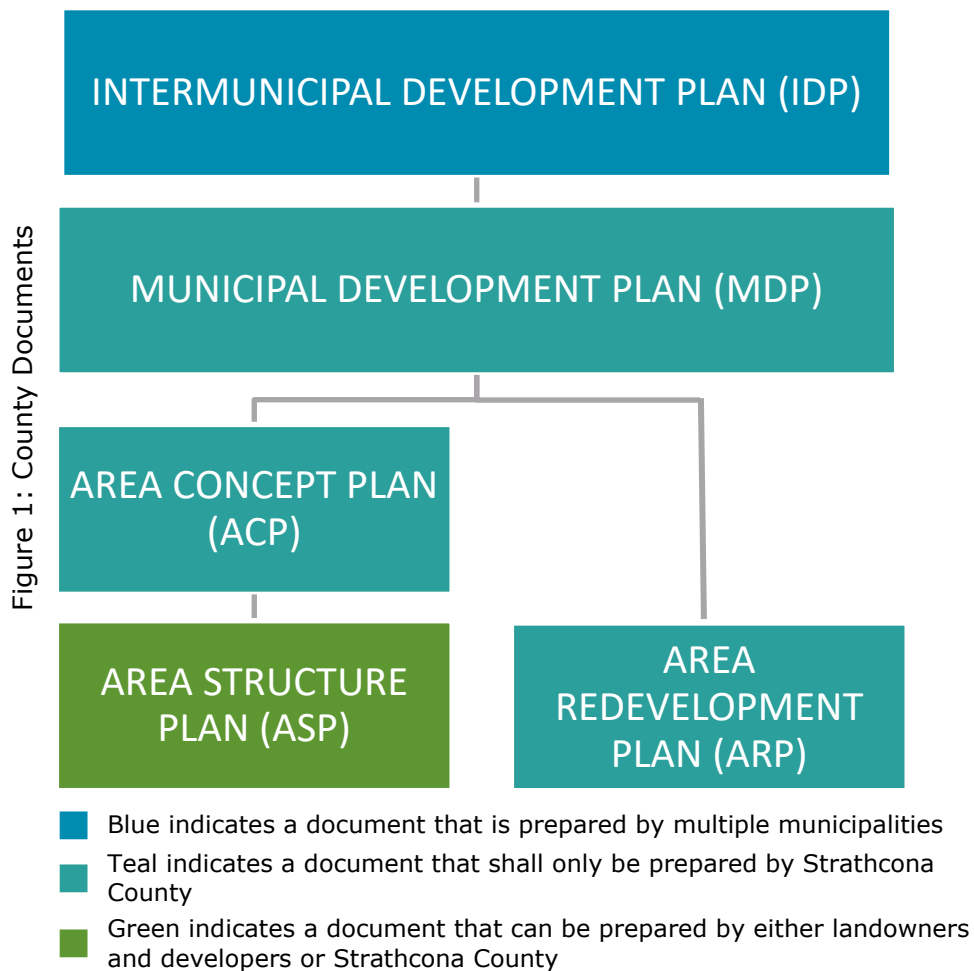 Figure 1: County Documents
INTERMUNICIPAL DEVELOPMENT PLAN (IDP)
MUNICIPAL DEVELOPMENT PLAN (MDP)
AREA CONCEPT PLAN
(ACP)
AREA STRUCTURE
PLAN (ASP)
AREA
REDEVELOPMENT
PLAN (ARP)
Blue indicates a document that is prepared by multiple municipalities
Teal indicates a document that shall only be prepared by Strathcona
County
Green indicates a document that can be prepared by either landowners
and developers or Strathcona County